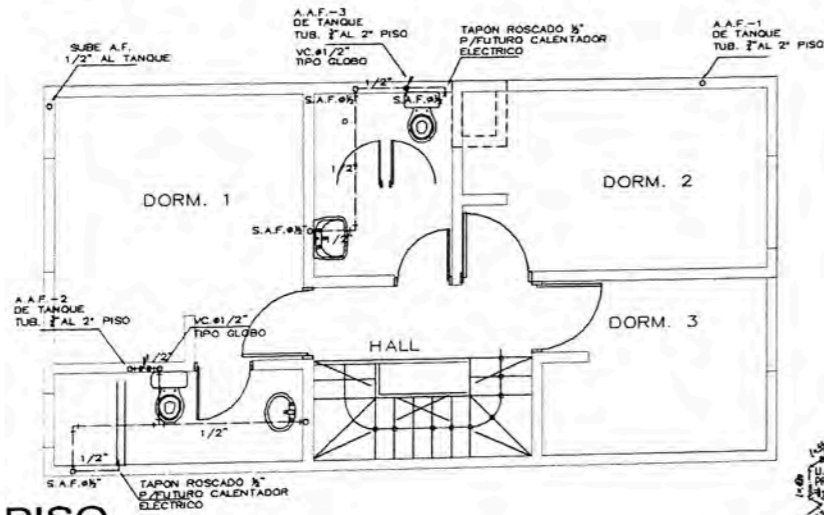 A.A.F.-3
DE TANQUE
TUB. ¾" AL 2° PISO
VC.ø1/2"
TIPO GLOBO
TAPON ROSCADO ½"
P/FUTURO CALENTADOR
ELECTRICO
A.A.F.-1
DE TANQUE
TUB. ¾" AL 2° PISO
SUBE A.F.
1/2" AL TANQUE
1/2"
S.A.F.ø½"
S.A.F.ø½"
1/2"
DORM. 1
DORM. 2
S.A.F.ø½"
1/2"
A.A.F.-2
DE TANQUE
TUB. ¾" AL 2° PISO
VC.ø1/2"
TIPO GLOBO
1/2"
HALL
DORM. 3
1/2"
1/2"
S.A.F.ø½"
TAPON ROSCADO ½"
P/FUTURO CALENTADOR
ELECTRICO
PISO